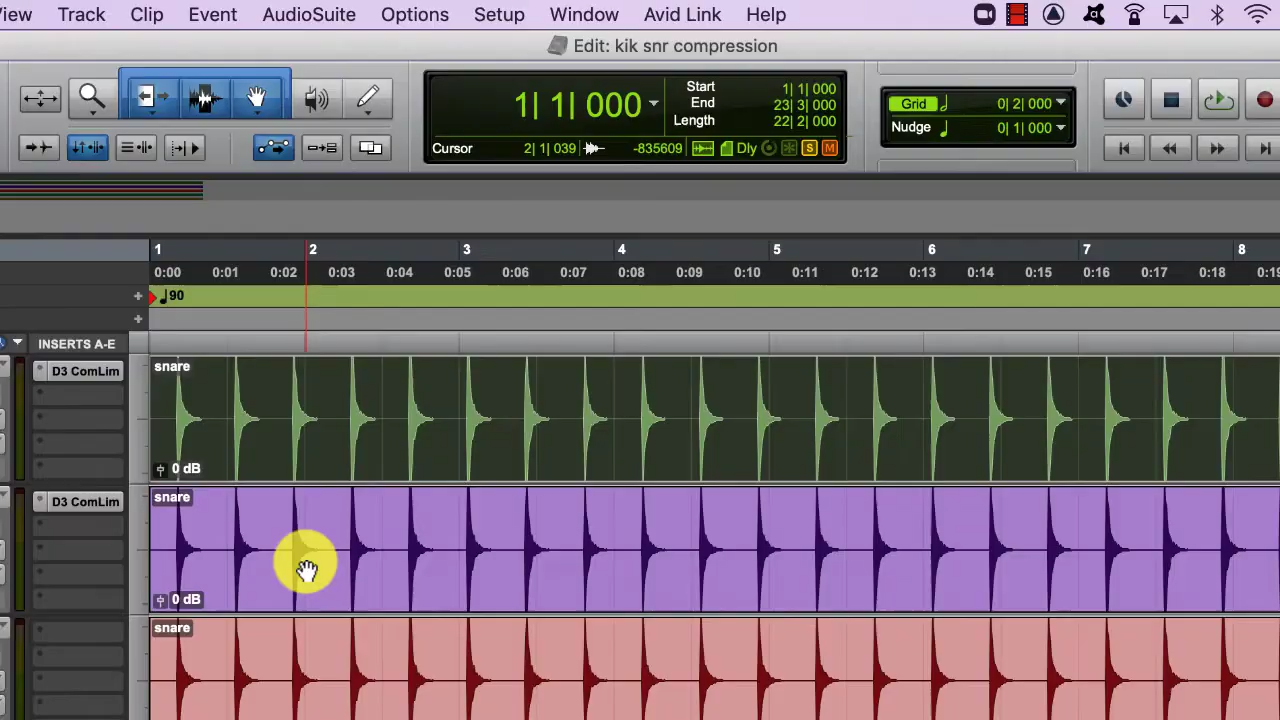 View Track Clip Event AudioSuite Options Setup Window Avid Link Help
Edit: kik snr compression
1| 1| 000
Start 1| 1| 000
End 23| 3| 000
Length 22| 2| 000
Cursor 2| 1| 039 -835609 Dly S M
Grid 0| 2| 000
Nudge 0| 1| 000
1 2 3 4 5 6 7 8
0:00 0:01 0:02 0:03 0:04 0:05 0:06 0:07 0:08 0:09 0:10 0:11 0:12 0:13 0:14 0:15 0:16 0:17 0:18 0:19
+ 90
+
INSERTS A-E
D3 ComLim
snare
0 dB
D3 ComLim
snare
0 dB
snare